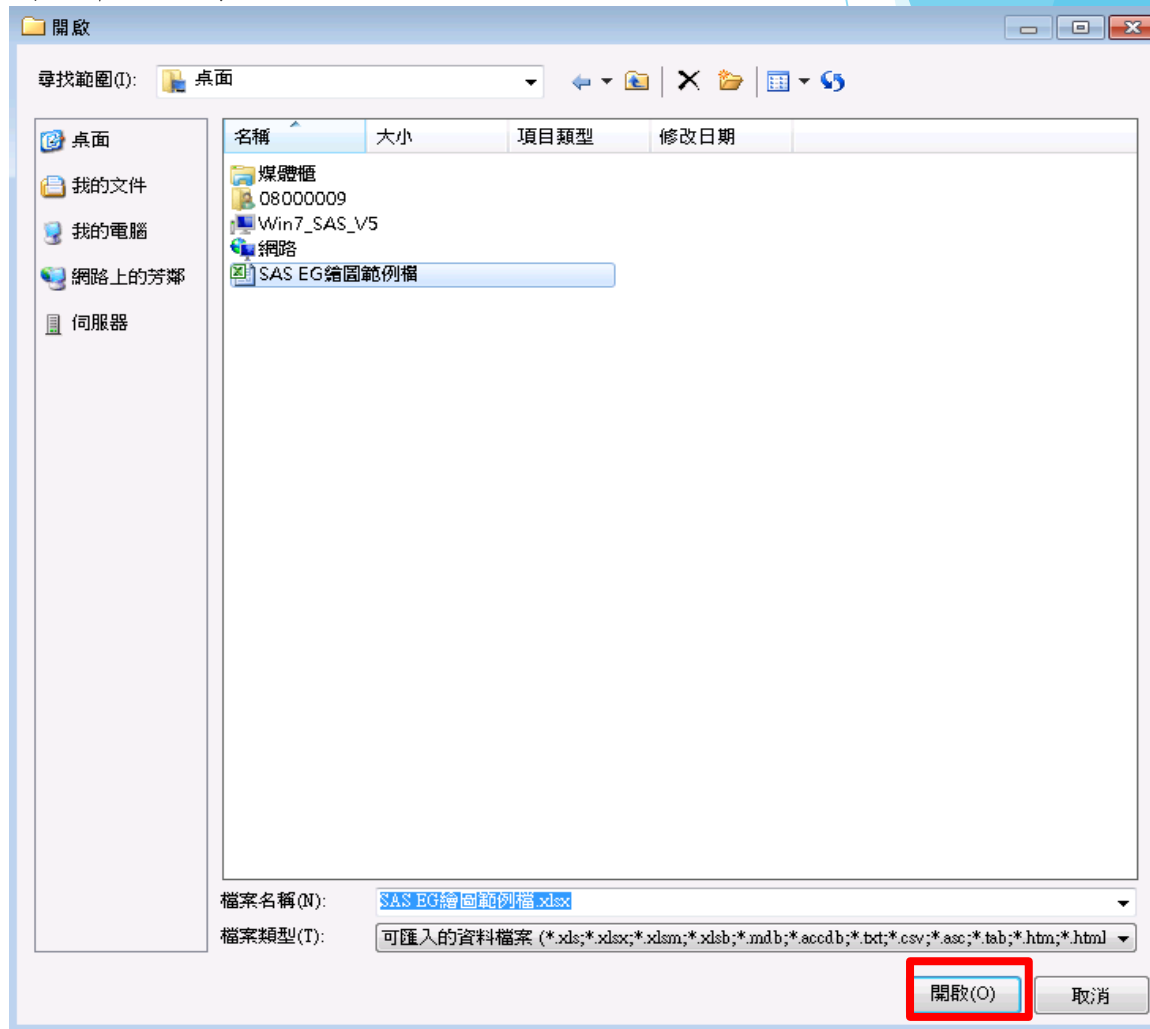 開啟
尋找範圍(I): 桌面
名稱 大小 項目類型 修改日期
桌面
我的文件
我的電腦
網路上的芳鄰
伺服器
媒體櫃
08000009
Win7_SAS_V5
網路
SAS EG繪圖範例檔
檔案名稱(N): SAS EG繪圖範例檔.xlsx
檔案類型(T): 可匯入的資料檔案 (*.xls;*.xlsx;*.xlsm;*.xlsb;*.mdb;*.accdb;*.txt;*.csv;*.asc;*.tab;*.htm;*.html
開啟(O) 取消